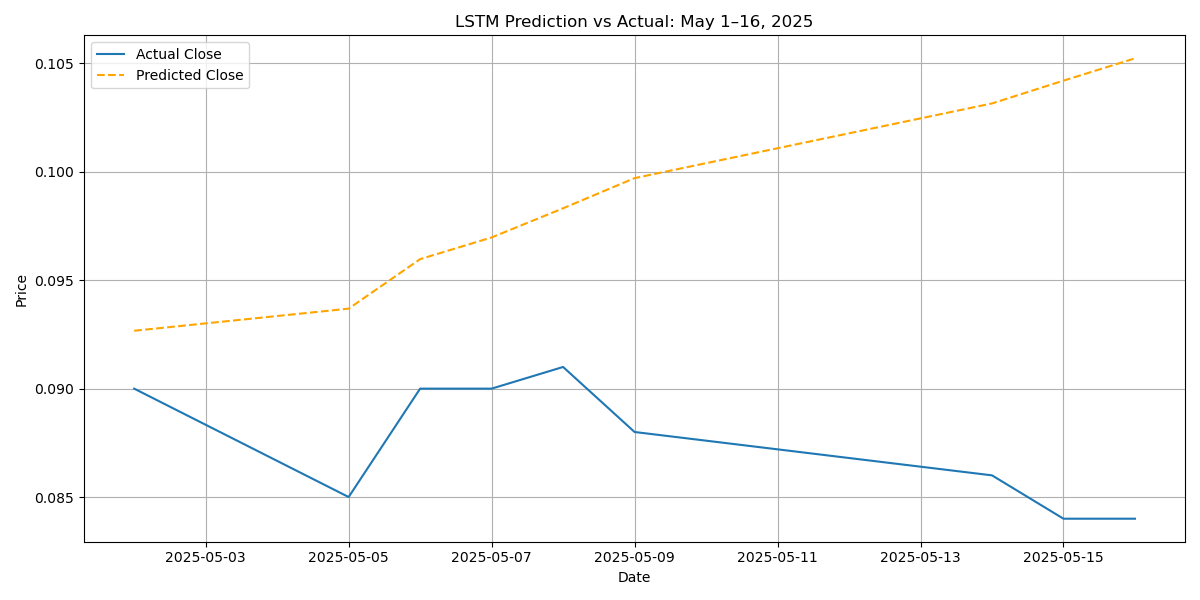 LSTM Prediction vs Actual: May 1–16, 2025
Actual Close
Predicted Close
0.105
0.100
0.095
0.090
0.085
Price
2025-05-03 2025-05-05 2025-05-07 2025-05-09 2025-05-11 2025-05-13 2025-05-15
Date